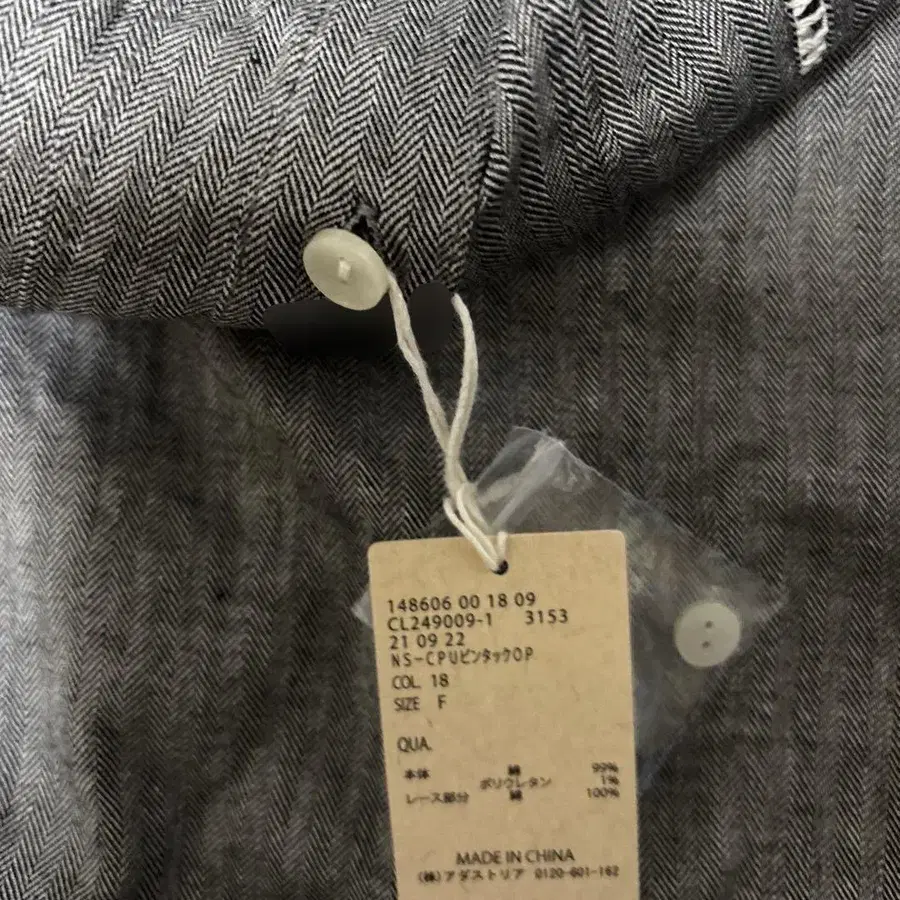 148606 00 18 09
CL249009-1 3153
21 09 22
NS-CPUピンタックOP
COL. 18
SIZE F
QUA.
本体 綿 99%
ポリウレタン 1%
レース部分 綿 100%
MADE IN CHINA
(株)アダストリア 0120-601-162